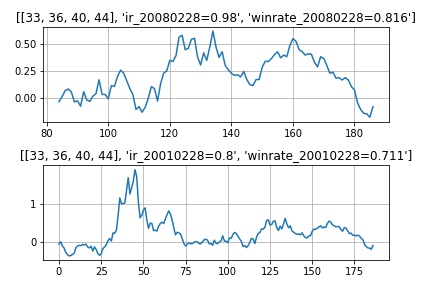 [[33, 36, 40, 44], 'ir_20080228=0.98', 'winrate_20080228=0.816']
0.50
0.25
0.00
80 100 120 140 160 180
[[33, 36, 40, 44], 'ir_20010228=0.8', 'winrate_20010228=0.711']
1
0
0 25 50 75 100 125 150 175